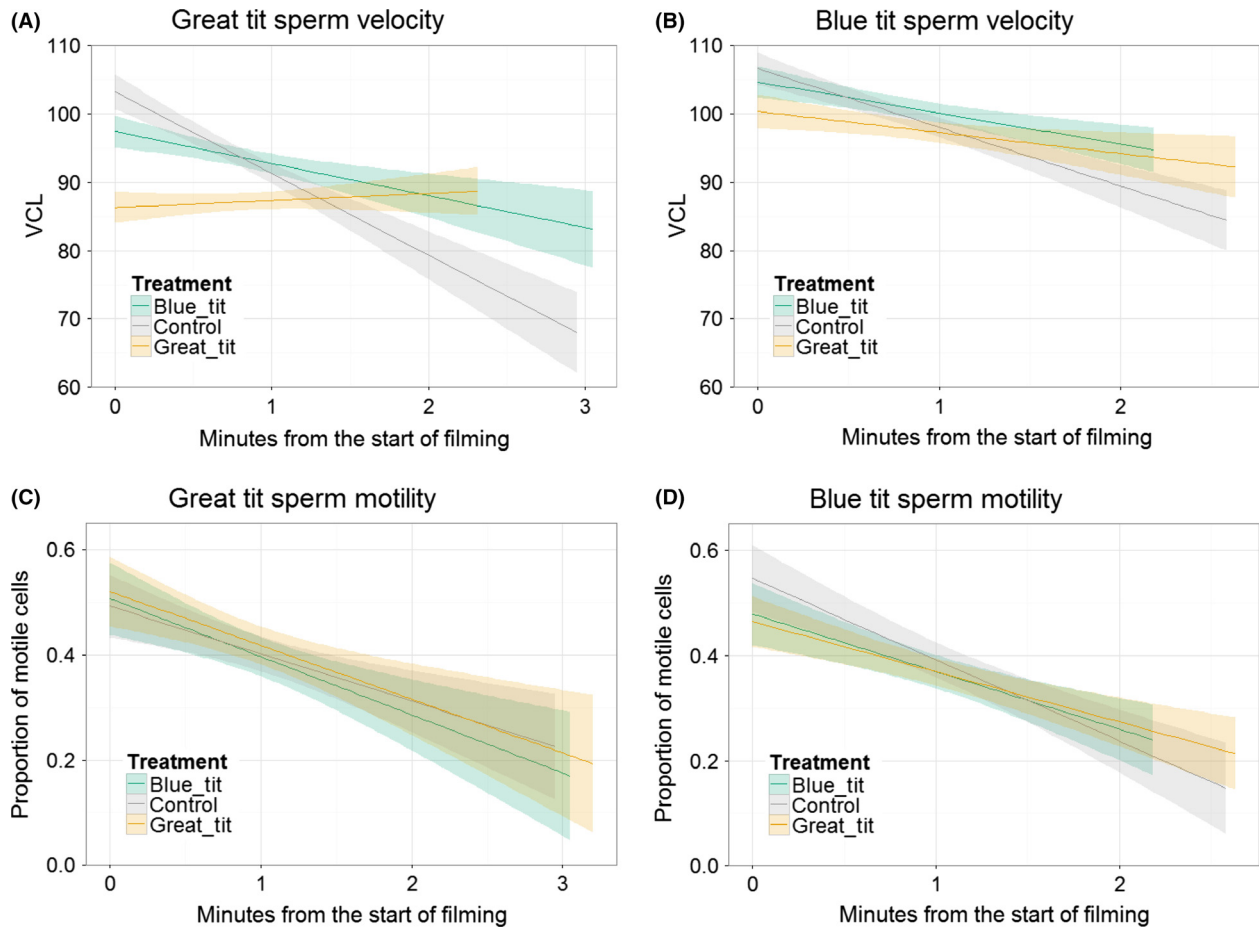 (A) Great tit sperm velocity
110
100
90
80
70
60
VCL
Treatment
Blue_tit
Control
Great_tit
0 1 2 3
Minutes from the start of filming
(B) Blue tit sperm velocity
110
100
90
80
70
60
VCL
Treatment
Blue_tit
Control
Great_tit
0 1 2
Minutes from the start of filming
(C) Great tit sperm motility
0.6
0.4
0.2
0.0
Proportion of motile cells
Treatment
Blue_tit
Control
Great_tit
0 1 2 3
Minutes from the start of filming
(D) Blue tit sperm motility
0.6
0.4
0.2
0.0
Proportion of motile cells
Treatment
Blue_tit
Control
Great_tit
0 1 2
Minutes from the start of filming